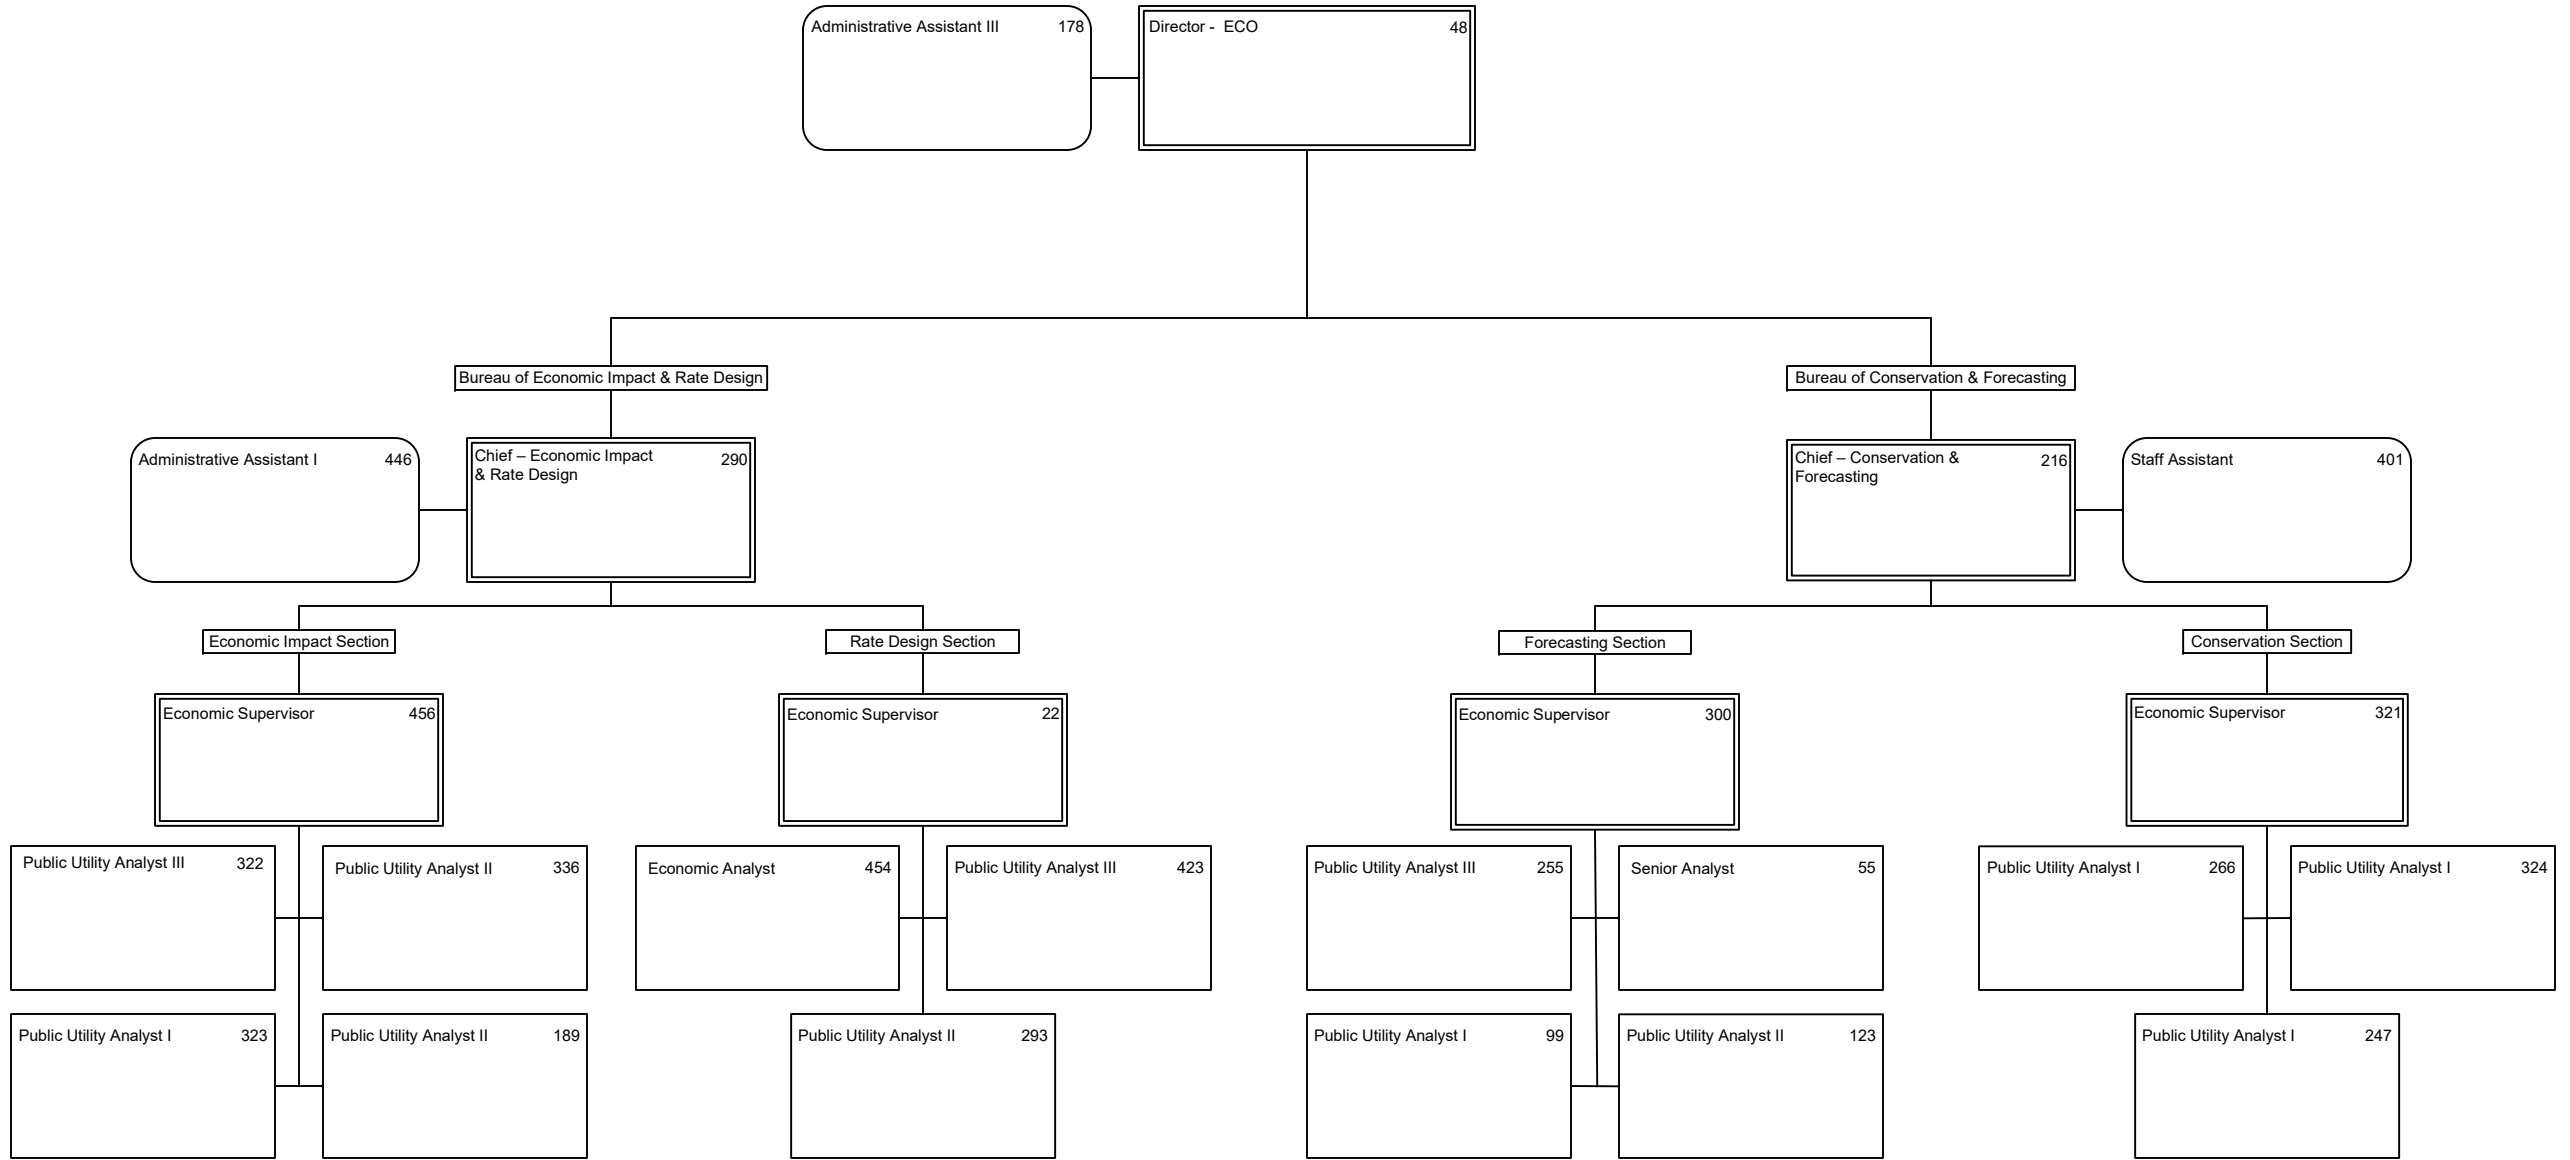 Administrative Assistant III 178
Director - ECO 48
Bureau of Economic Impact & Rate Design
Bureau of Conservation & Forecasting
Administrative Assistant I 446
Chief – Economic Impact 290
& Rate Design
Chief – Conservation & 216
Forecasting
Staff Assistant 401
Economic Impact Section
Rate Design Section
Forecasting Section
Conservation Section
Economic Supervisor 456
Economic Supervisor 22
Economic Supervisor 300
Economic Supervisor 321
Public Utility Analyst III 322
Public Utility Analyst II 336
Economic Analyst 454
Public Utility Analyst III 423
Public Utility Analyst III 255
Senior Analyst 55
Public Utility Analyst I 266
Public Utility Analyst I 324
Public Utility Analyst I 323
Public Utility Analyst II 189
Public Utility Analyst II 293
Public Utility Analyst I 99
Public Utility Analyst II 123
Public Utility Analyst I 247